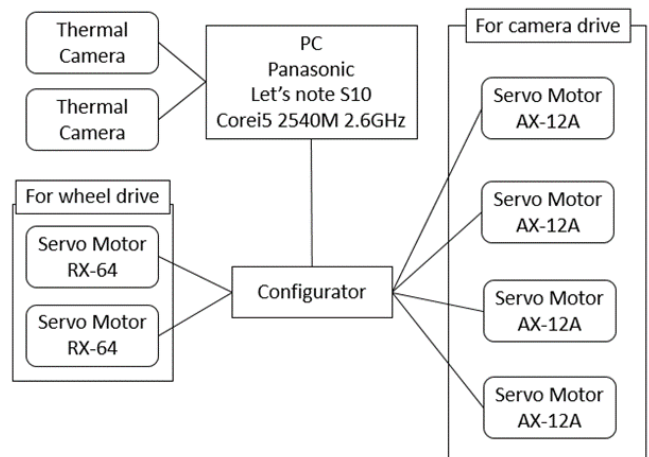 Thermal
Camera
Thermal
Camera
PC
Panasonic
Let's note S10
Corei5 2540M 2.6GHz
For wheel drive
Servo Motor
RX-64
Servo Motor
RX-64
Configurator
For camera drive
Servo Motor
AX-12A
Servo Motor
AX-12A
Servo Motor
AX-12A
Servo Motor
AX-12A